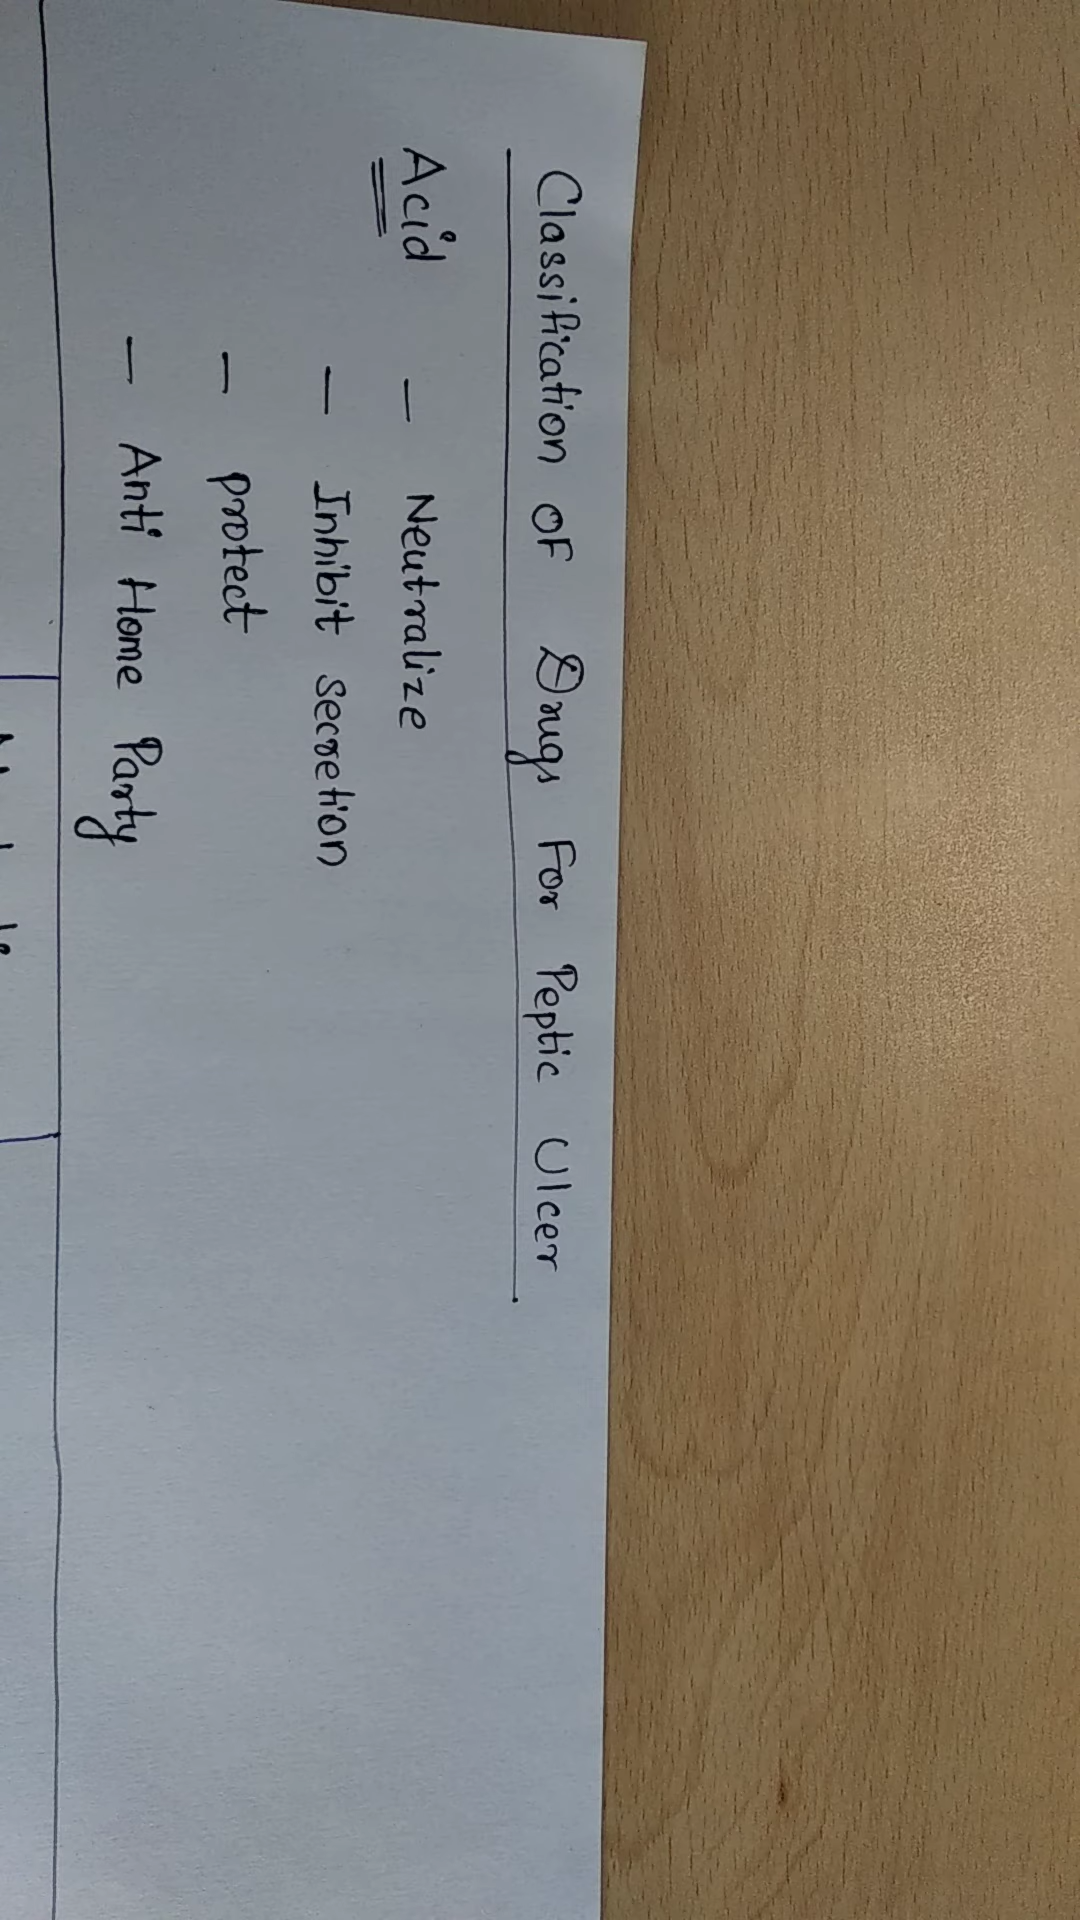 Classification OF Drugs For Peptic Ulcer
Acid - Neutralize
- Inhibit secretion
- protect
- Anti Home Party